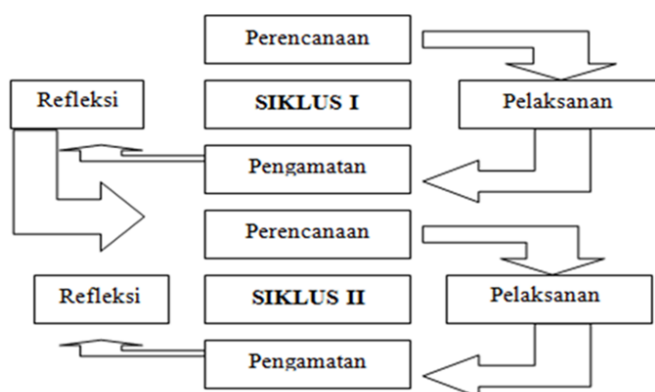 Perencanaan
Refleksi
SIKLUS I
Pelaksanan
Pengamatan
Perencanaan
Refleksi
SIKLUS II
Pelaksanan
Pengamatan